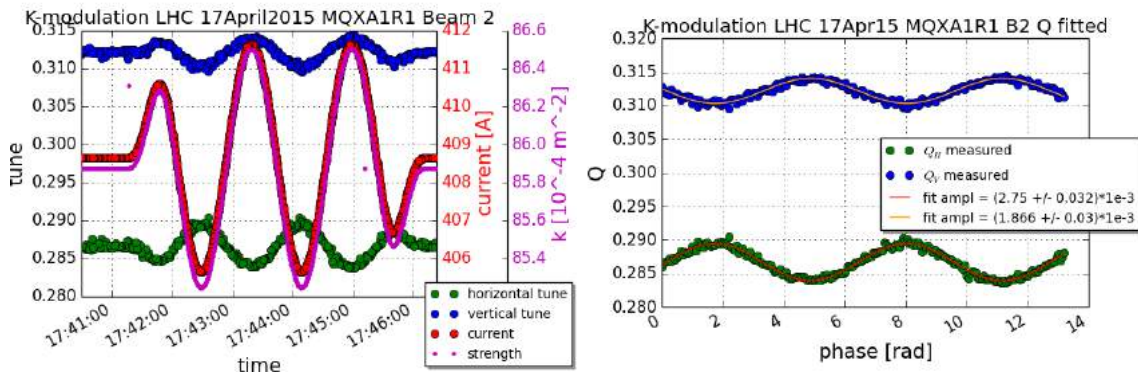 K-modulation LHC 17April2015 MQXA1R1 Beam 2
0.315
0.310
0.305
0.300
0.295
0.290
0.285
0.280
tune
412
411
410
409
408
407
406
current [A]
86.6
86.4
86.2
86.0
85.8
85.6
85.4
k [10^-4 m^-2]
17:41:00
17:42:00
17:43:00
17:44:00
17:45:00
17:46:00
time
horizontal tune
vertical tune
current
strength
K-modulation LHC 17Apr15 MQXA1R1 B2 Q fitted
0.320
0.315
0.310
0.305
0.300
0.295
0.290
0.285
0.280
Q
0
2
4
6
8
10
12
14
phase [rad]
Q_H measured
Q_V measured
fit ampl = (2.75 +/- 0.032)*1e-3
fit ampl = (1.866 +/- 0.03)*1e-3